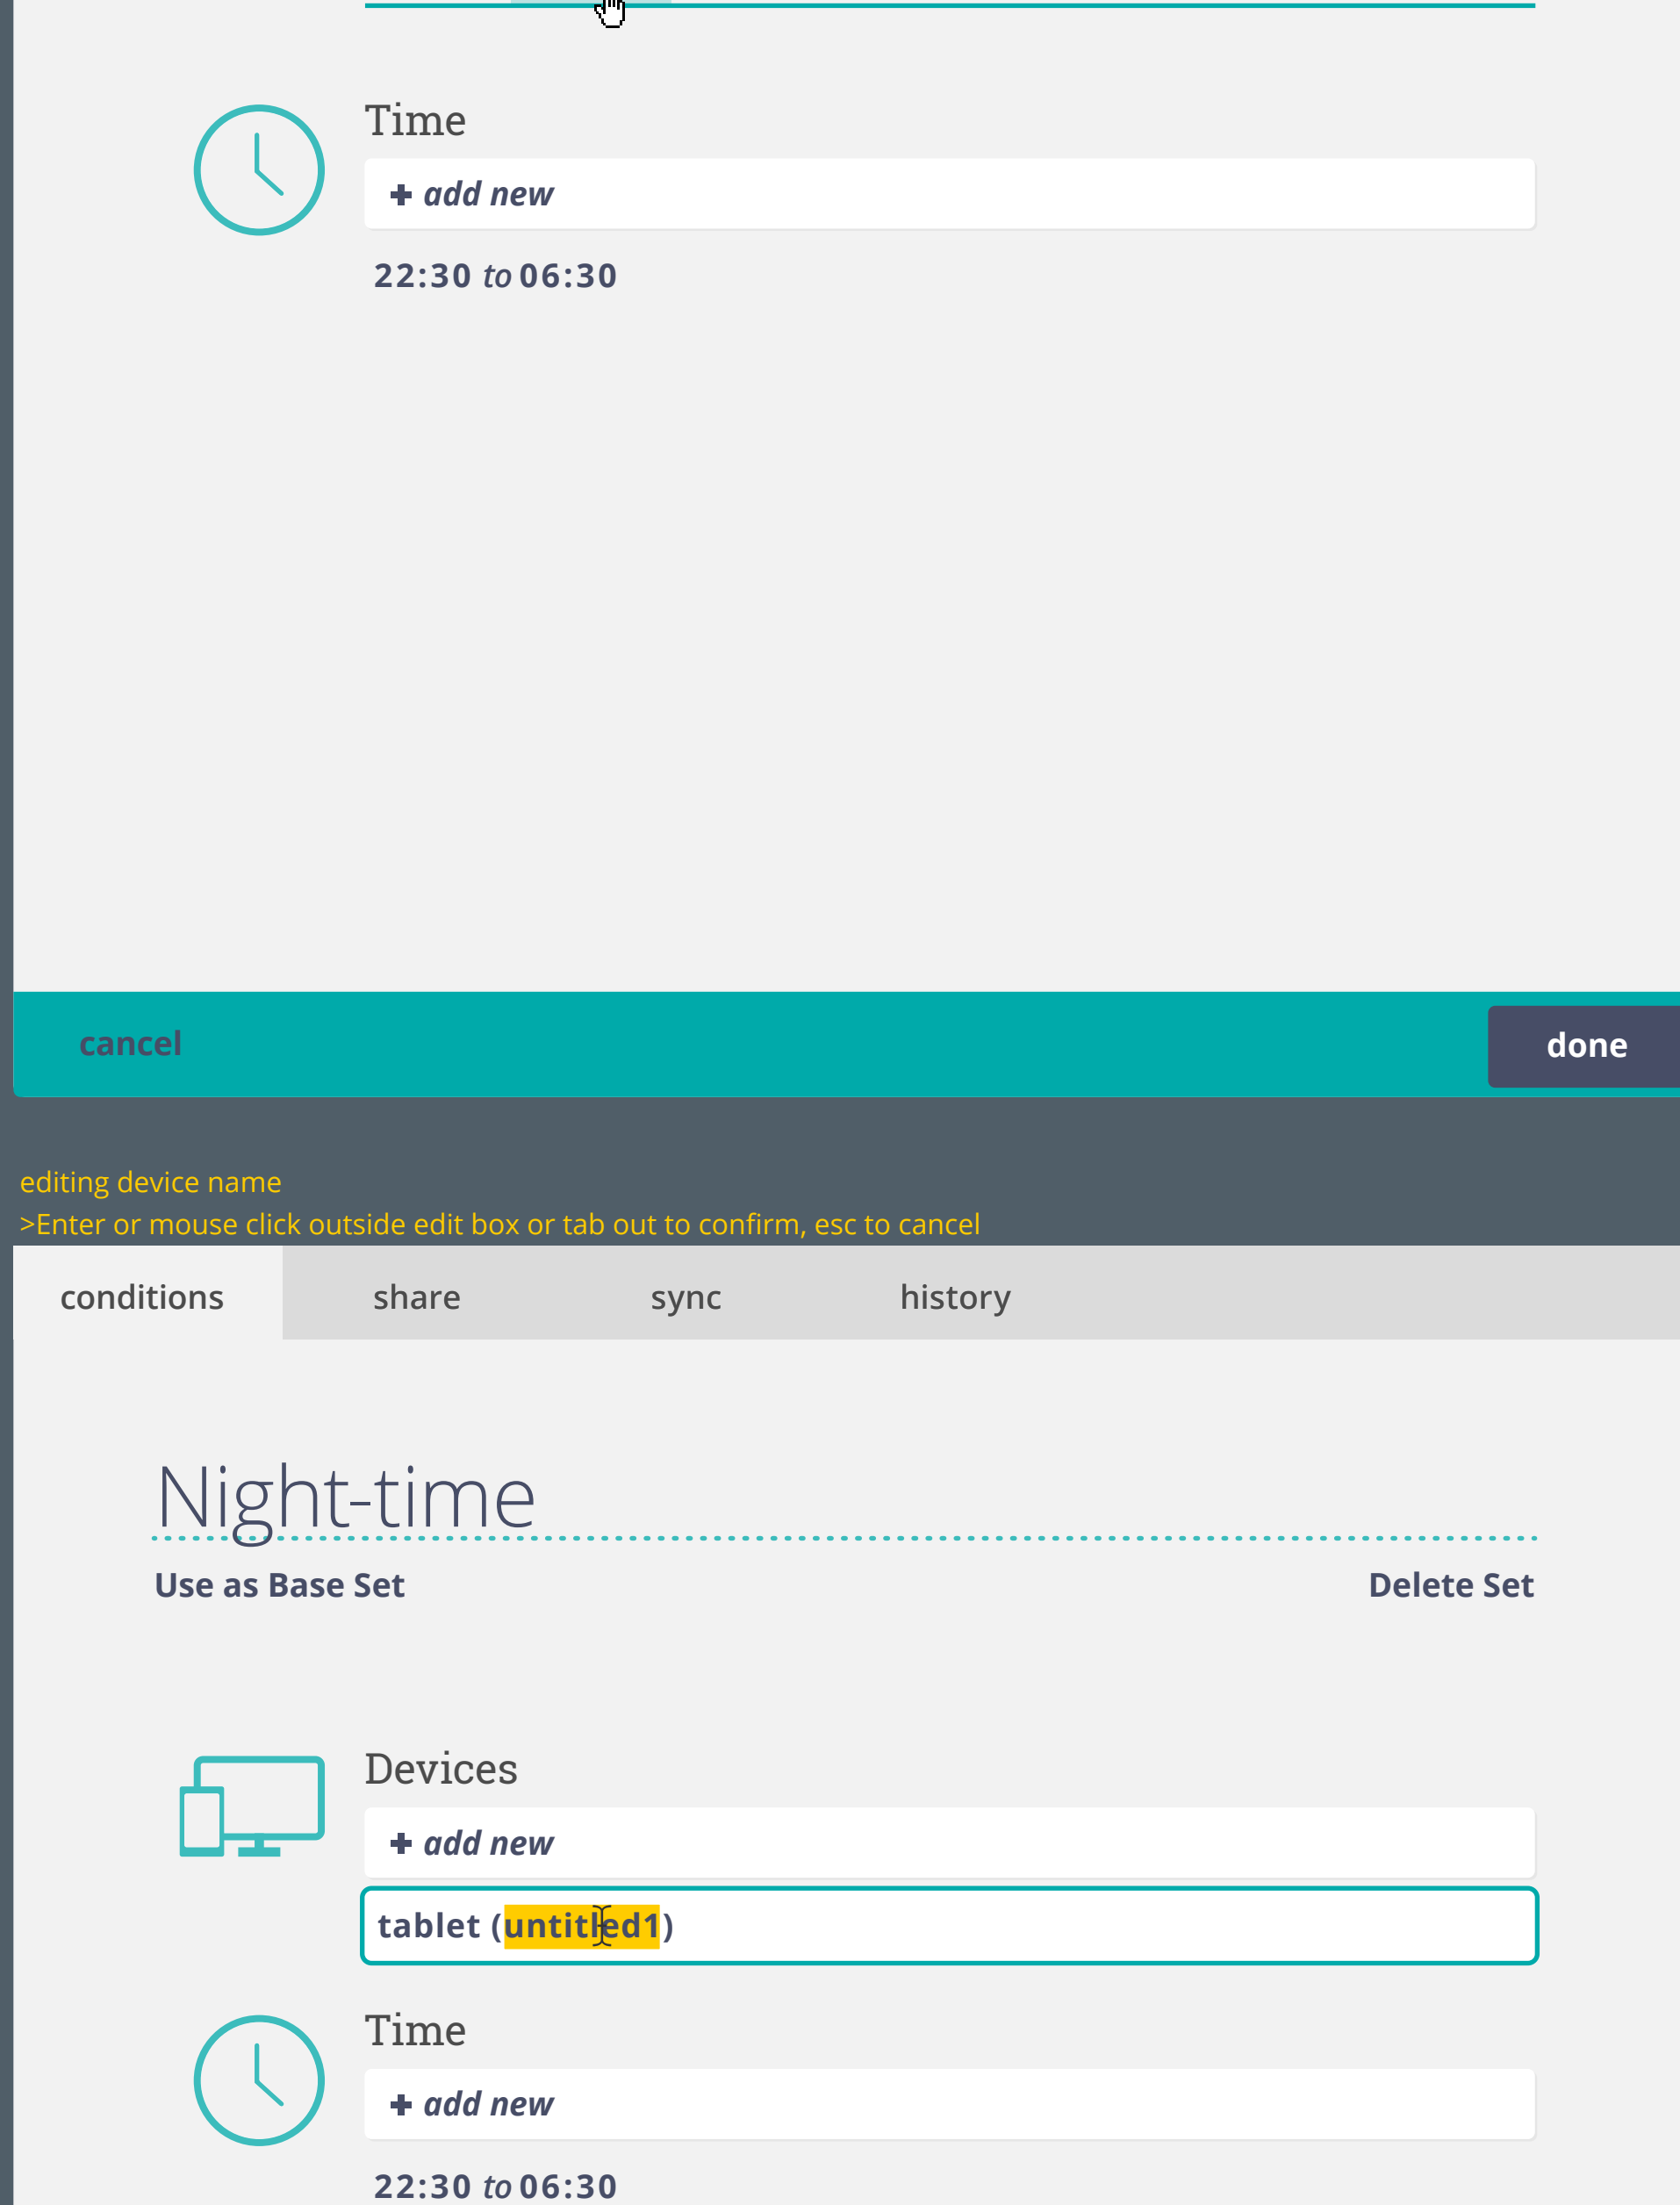 Time
+ add new
22:30 to 06:30
cancel
done
editing device name
>Enter or mouse click outside edit box or tab out to confirm, esc to cancel
conditions share sync history
Night-time
Use as Base Set Delete Set
Devices
+ add new
tablet (untitled1)
Time
+ add new
22:30 to 06:30